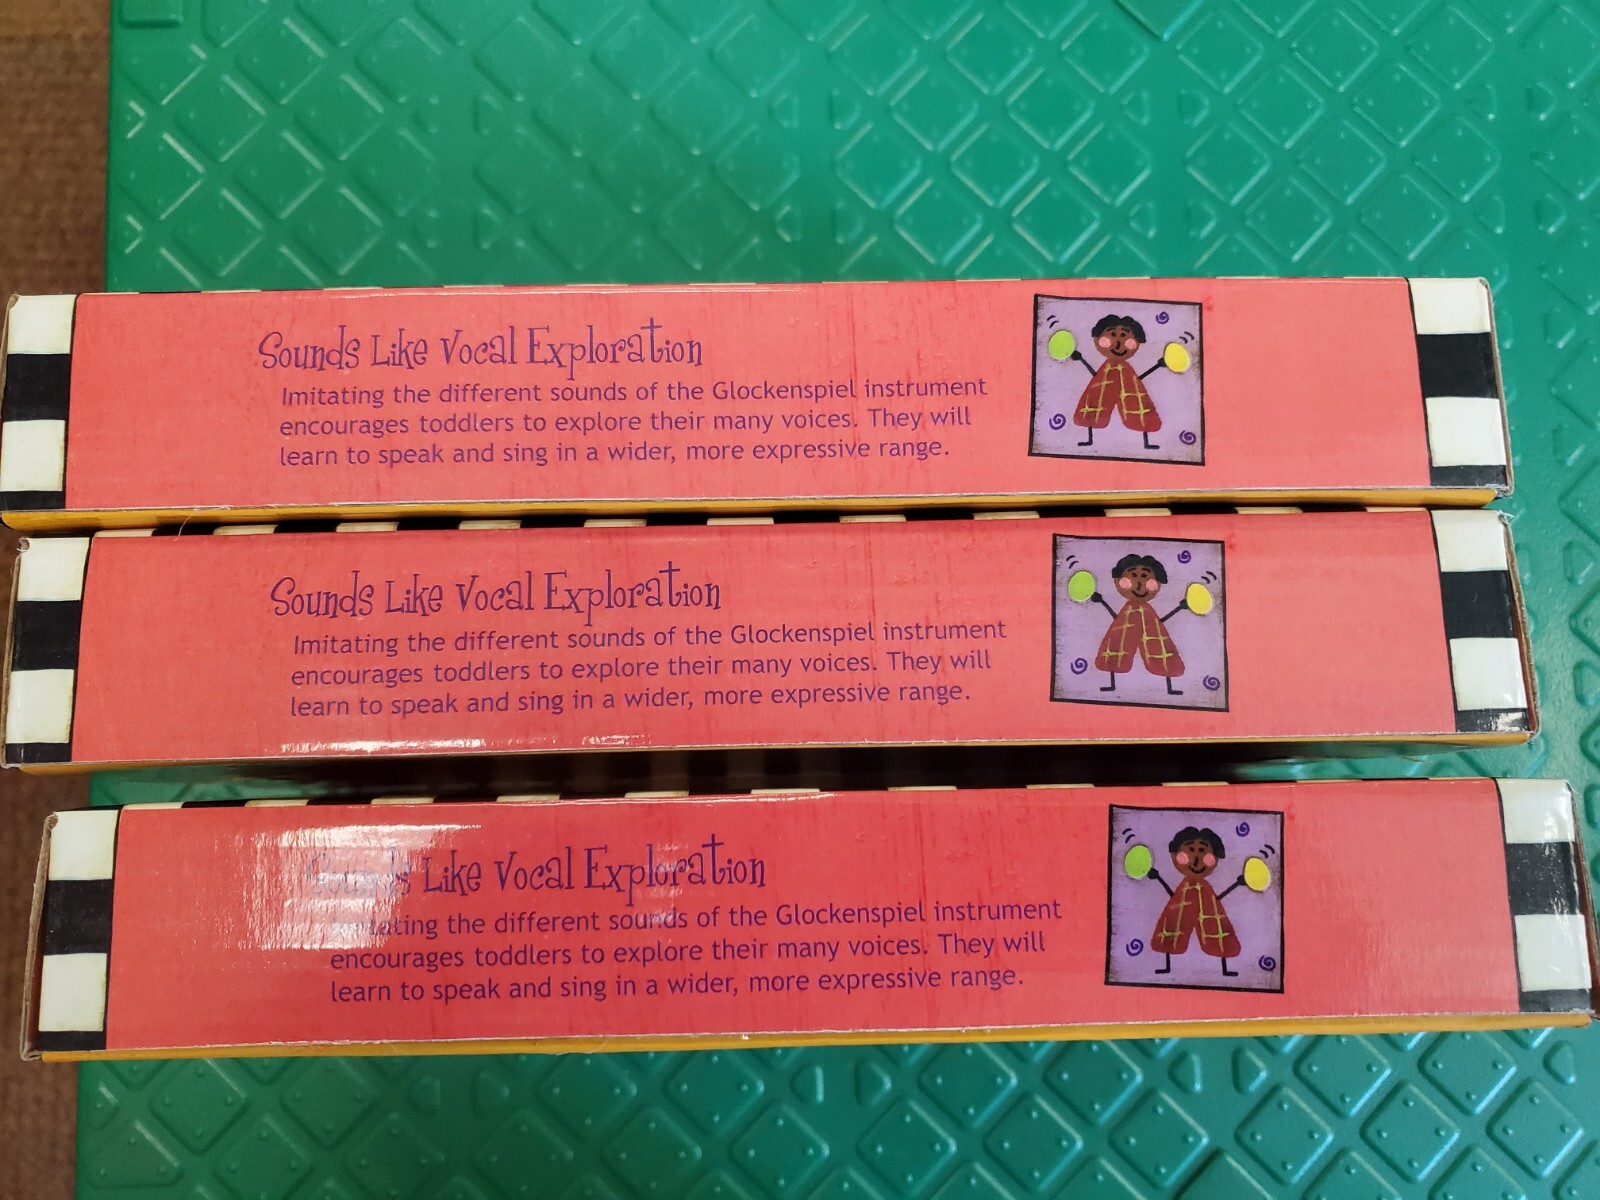 Sounds Like Vocal Exploration
Imitating the different sounds of the Glockenspiel instrument
encourages toddlers to explore their many voices. They will
learn to speak and sing in a wider, more expressive range.
Sounds Like Vocal Exploration
Imitating the different sounds of the Glockenspiel instrument
encourages toddlers to explore their many voices. They will
learn to speak and sing in a wider, more expressive range.
Sounds Like Vocal Exploration
Imitating the different sounds of the Glockenspiel instrument
encourages toddlers to explore their many voices. They will
learn to speak and sing in a wider, more expressive range.